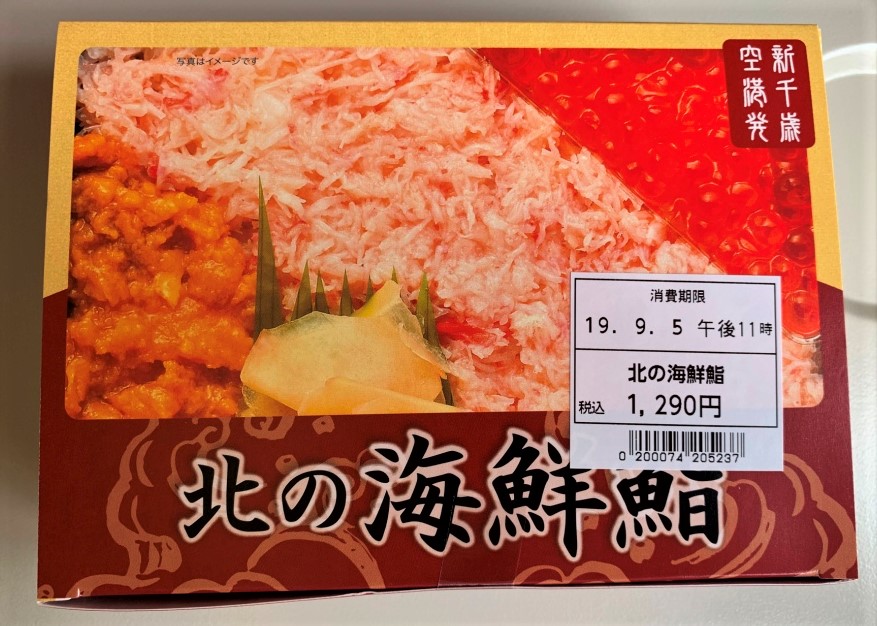 写真はイメージです
新千歳
空港発
消費期限
19. 9. 5 午後11時
北の海鮮鮨
税込 1,290円
0 200074 205237
北の海鮮鮨